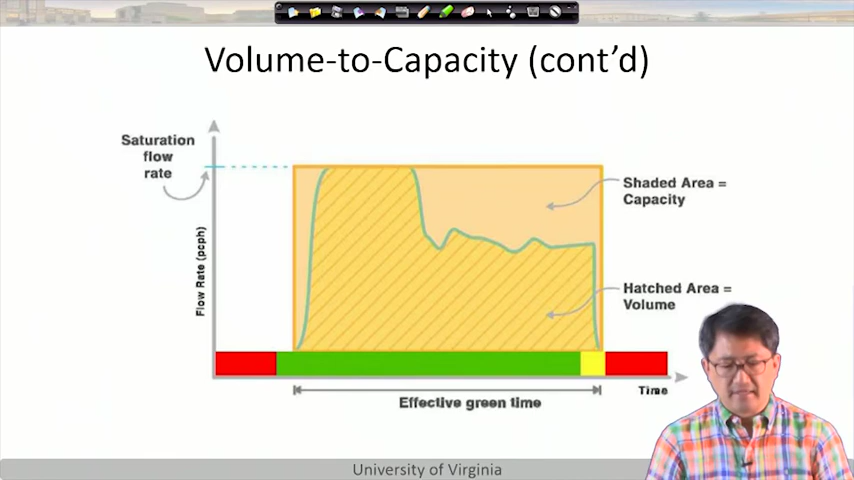 Volume-to-Capacity (cont'd)
Saturation
flow
rate
Flow Rate (pcph)
Shaded Area =
Capacity
Hatched Area =
Volume
Time
Effective green time
University of Virginia